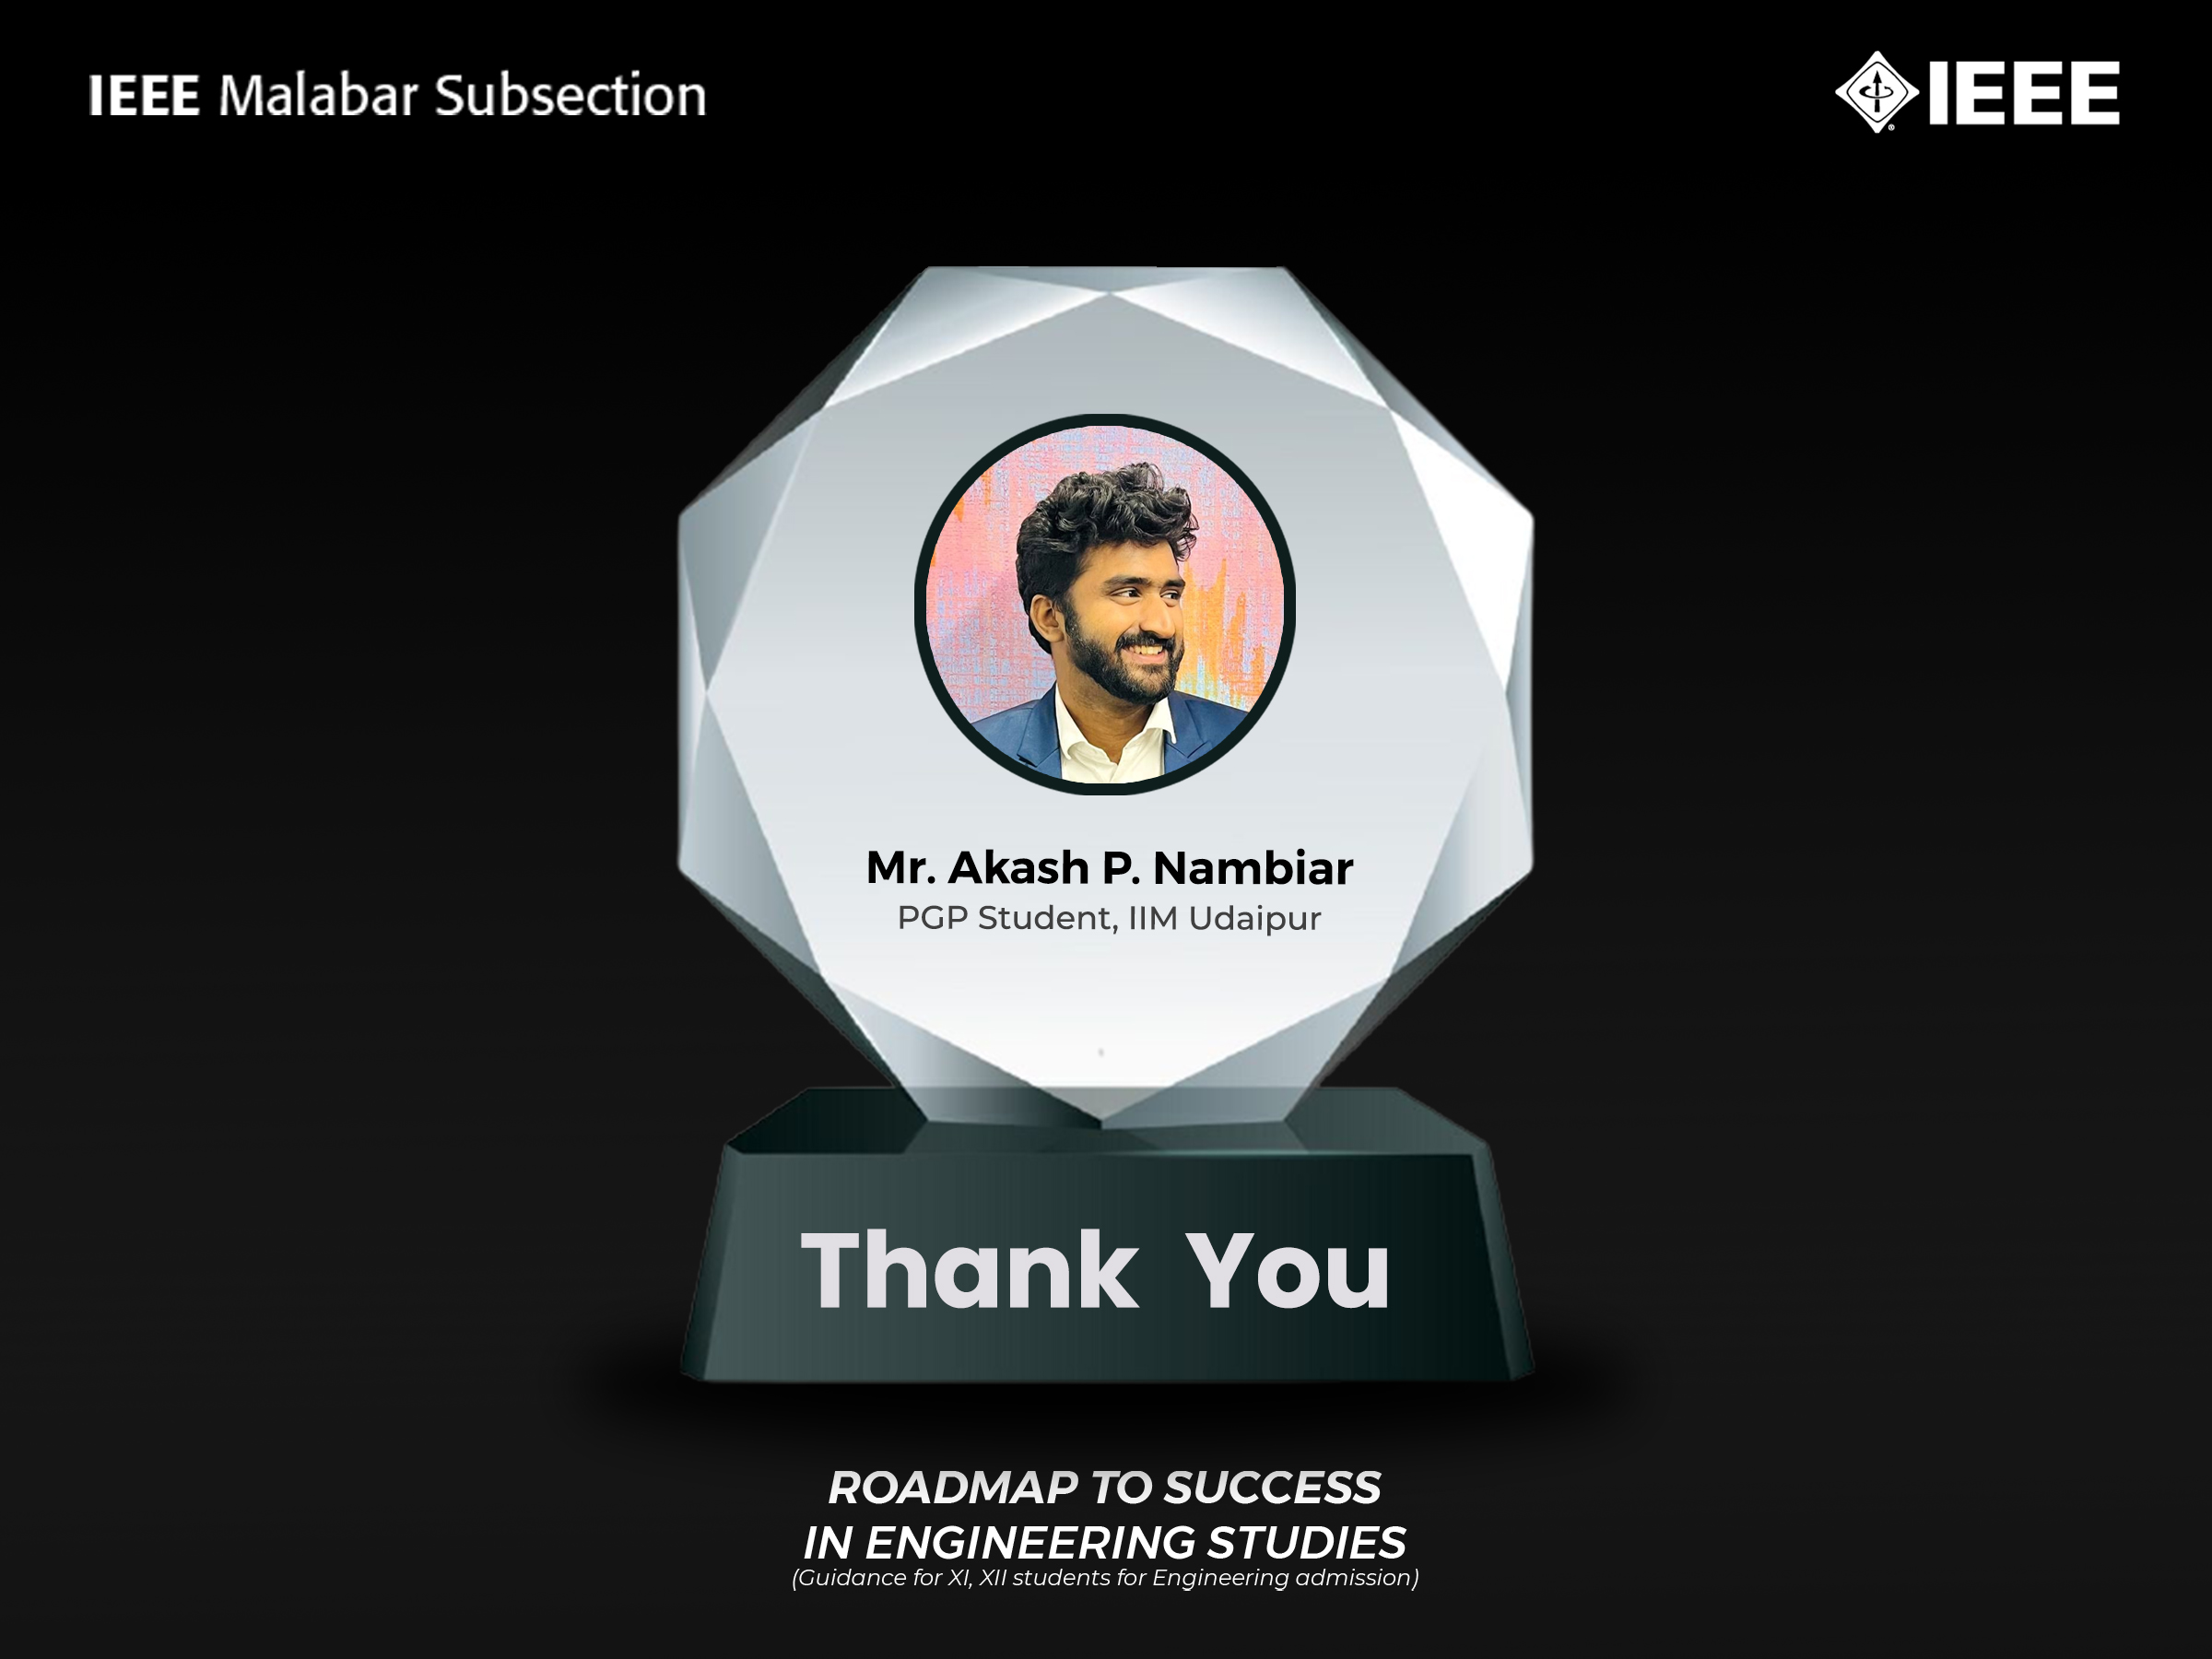 IEEE Malabar Subsection
IEEE
Mr. Akash P. Nambiar
PGP Student, IIM Udaipur
Thank You
ROADMAP TO SUCCESS
IN ENGINEERING STUDIES
(Guidance for XI, XII students for Engineering admission)